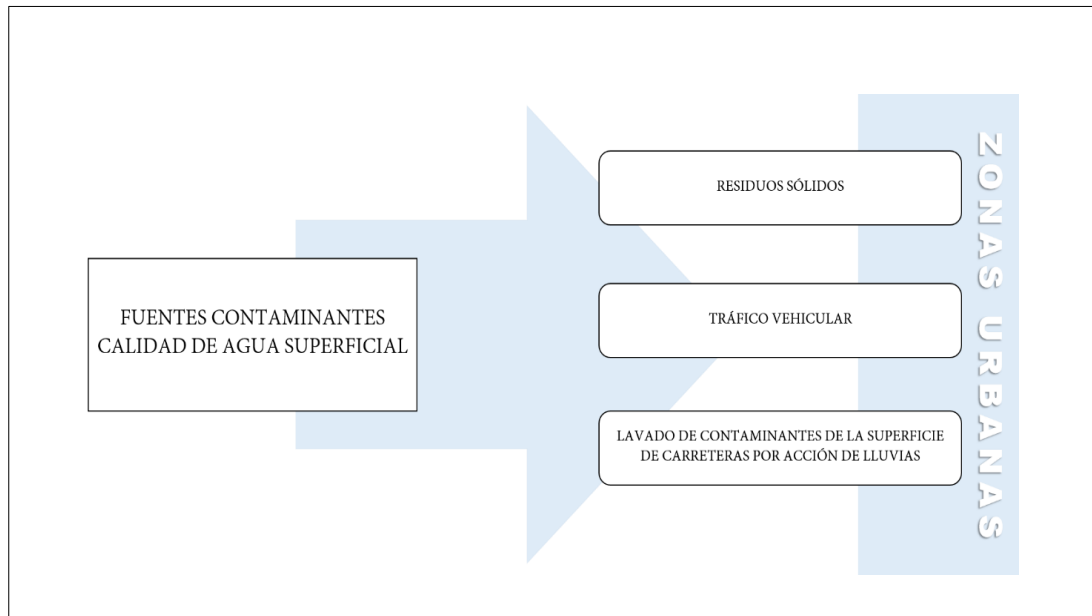 FUENTES CONTAMINANTES
CALIDAD DE AGUA SUPERFICIAL
RESIDUOS SÓLIDOS
TRÁFICO VEHICULAR
LAVADO DE CONTAMINANTES DE LA SUPERFICIE
DE CARRETERAS POR ACCIÓN DE LLUVIAS
ZONAS URBANAS